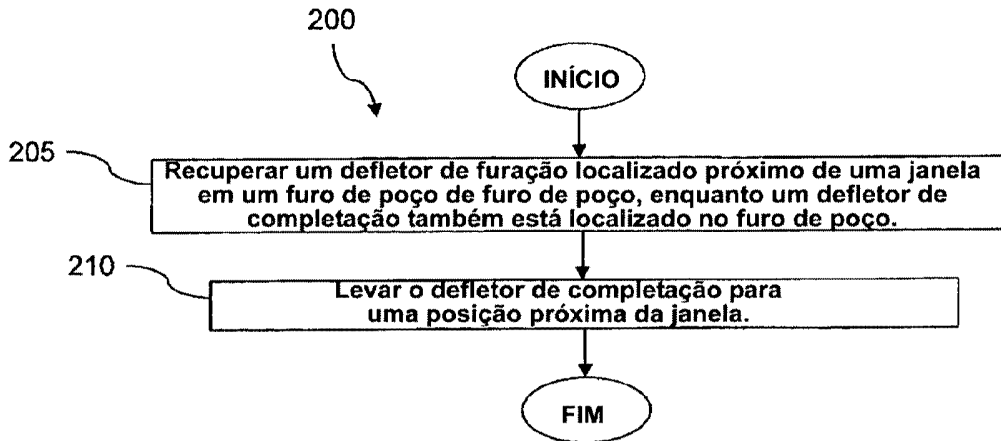 200
INÍCIO
205
Recuperar um defletor de furação localizado próximo de uma janela
em um furo de poço de furo de poço, enquanto um defletor de
completação também está localizado no furo de poço.
210
Levar o defletor de completação para
uma posição próxima da janela.
FIM